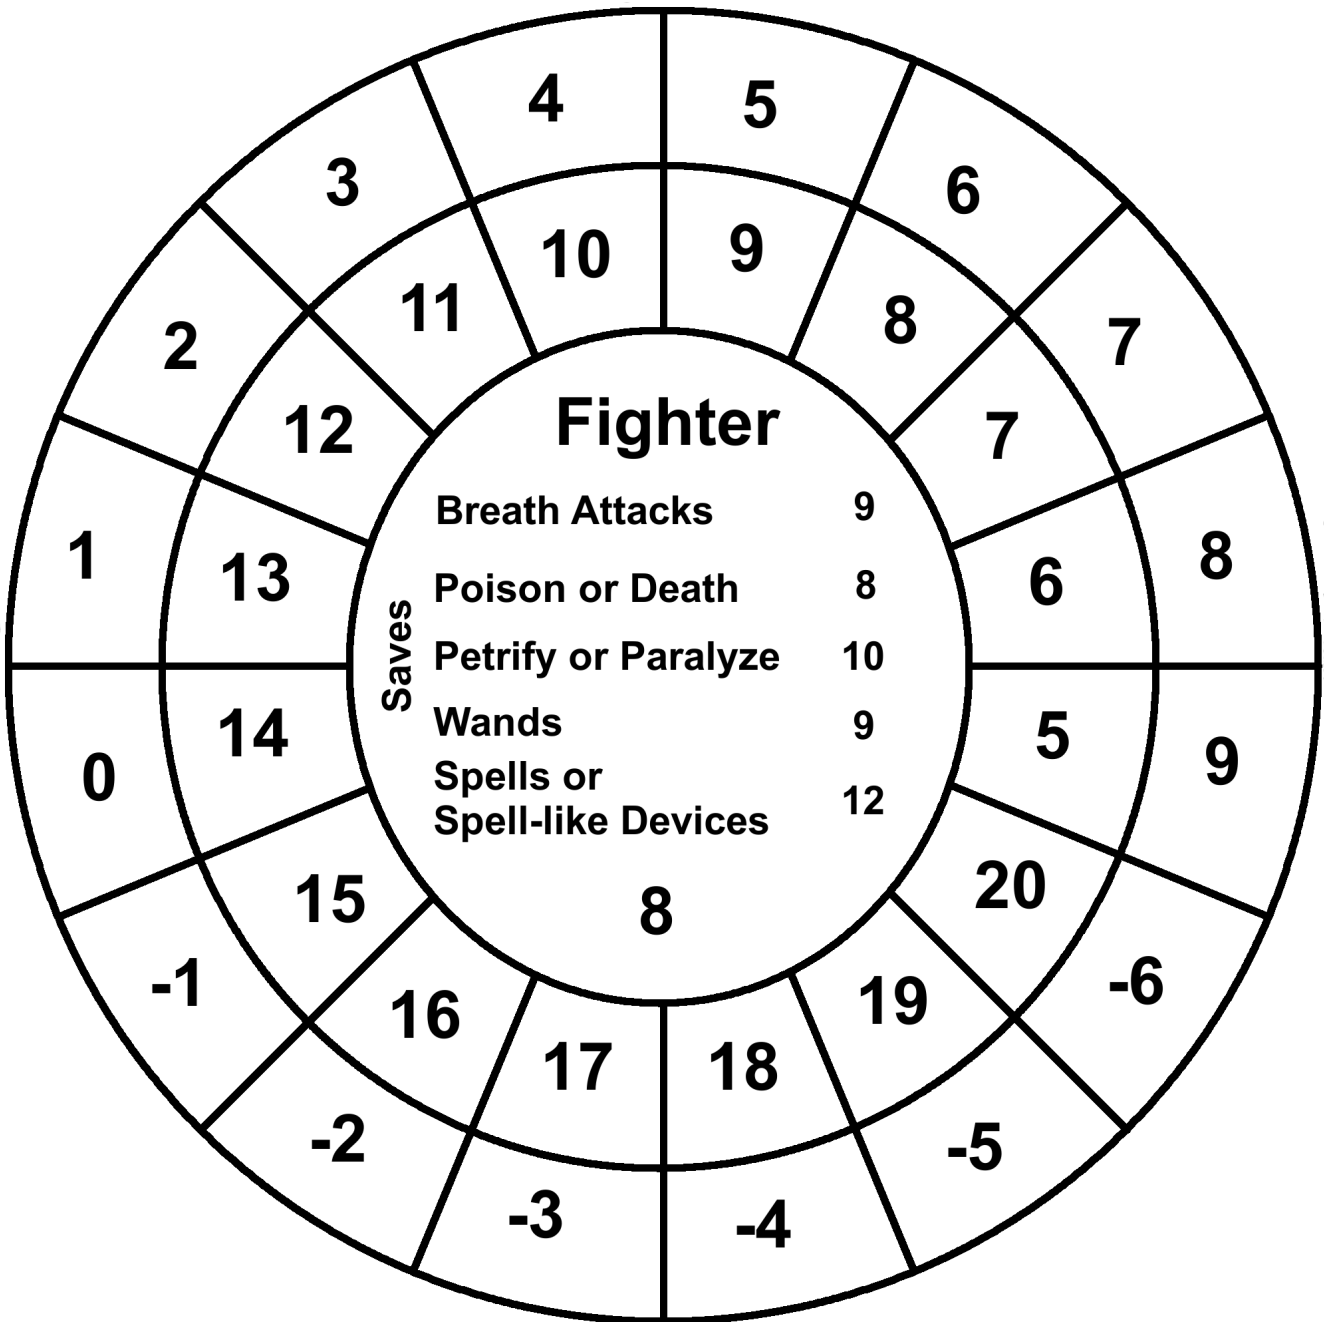 4 5
3 6
10 9
11 8
2 7
12 7
Fighter
Breath Attacks 9
1 13 6 8
Poison or Death 8
Saves
Petrify or Paralyze 10
Wands 9
0 14 5 9
Spells or
Spell-like Devices 12
15 20
8
-1 -6
16 19
17 18
-2 -5
-3 -4